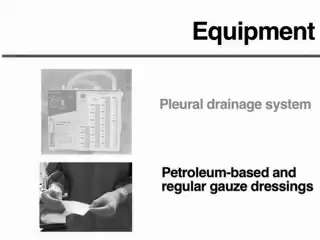 Equipment
Pleural drainage system
Petroleum-based and
regular gauze dressings